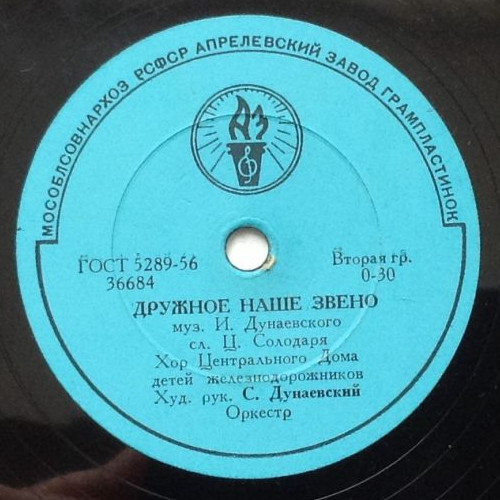 МОСОБЛСОВНАРХОЗ РСФСР АПРЕЛЕВСКИЙ ЗАВОД ГРАМПЛАСТИНОК
АЗ
ГОСТ 5289-56
36684
Вторая гр.
0-30
ДРУЖНОЕ НАШЕ ЗВЕНО
муз. И. Дунаевского
сл. Ц. Солодаря
Хор Центрального Дома
детей железнодорожников
Худ. рук. С. Дунаевский
Оркестр